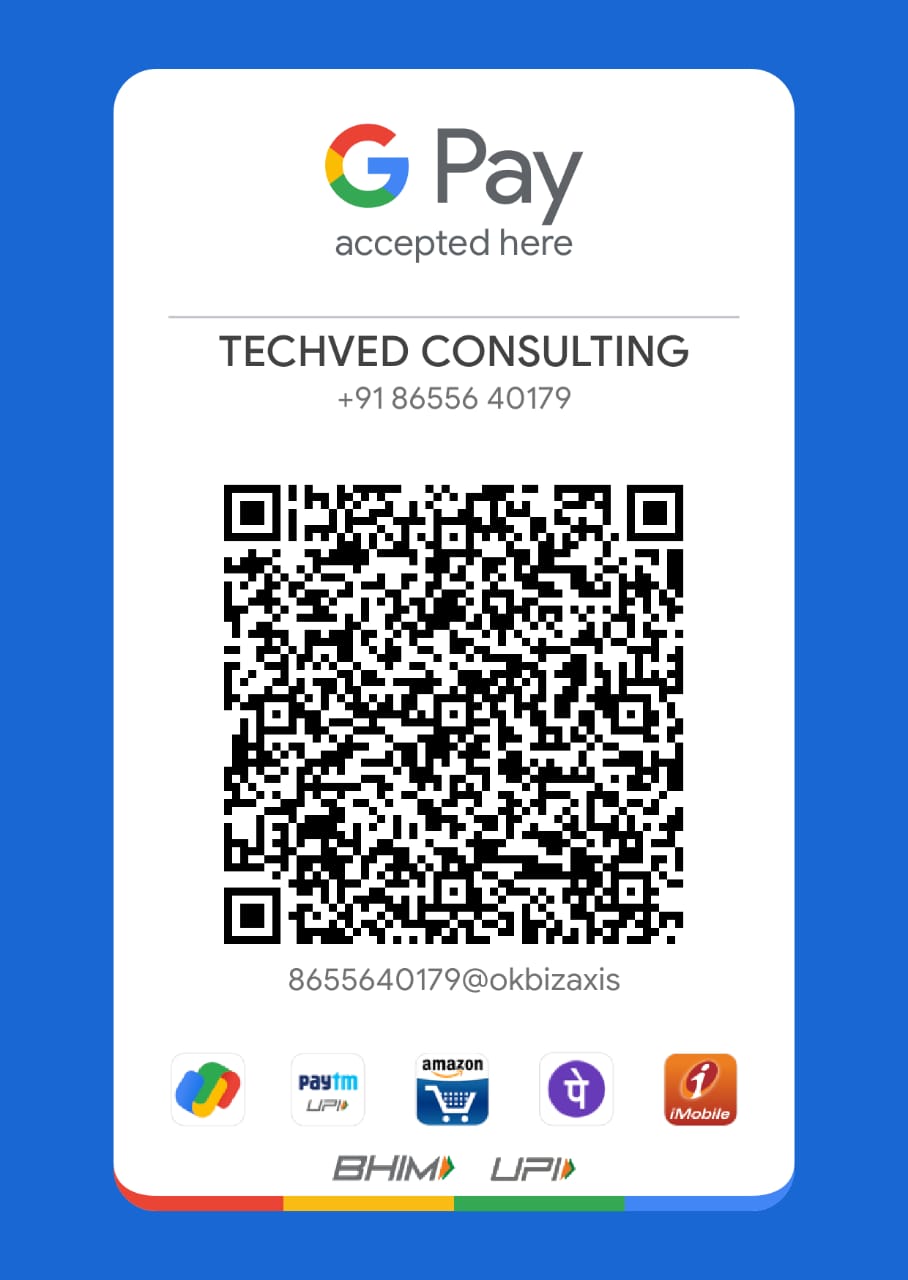 G Pay
accepted here
TECHVED CONSULTING
+91 86556 40179
8655640179@okbizaxis
paytm
UPI
amazon
पे
i
iMobile
BHIM UPI